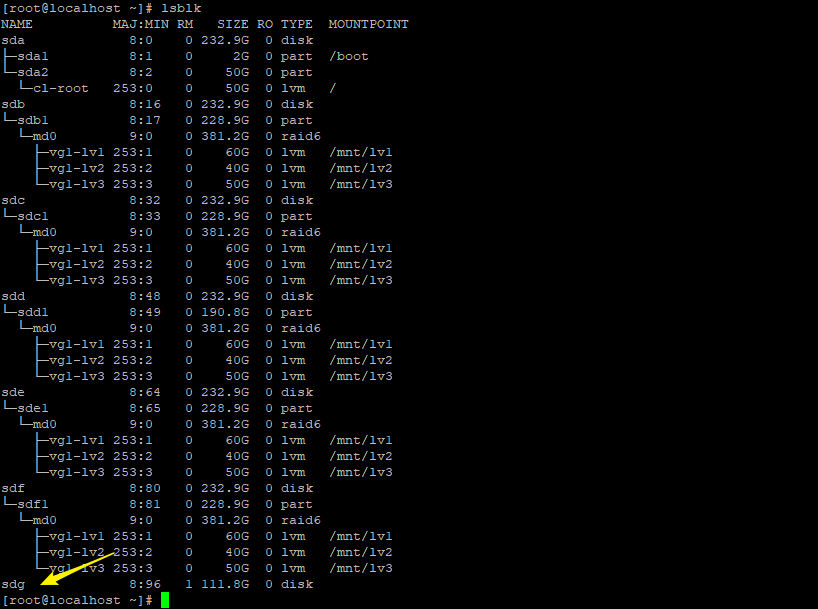 [root@localhost ~]# lsblk
NAME          MAJ:MIN RM   SIZE RO TYPE  MOUNTPOINT
sda             8:0    0 232.9G  0 disk
├─sda1          8:1    0     2G  0 part  /boot
└─sda2          8:2    0    50G  0 part
  └─cl-root   253:0    0    50G  0 lvm   /
sdb             8:16   0 232.9G  0 disk
└─sdb1          8:17   0 228.9G  0 part
  └─md0         9:0    0 381.2G  0 raid6
    ├─vg1-lv1 253:1    0    60G  0 lvm   /mnt/lv1
    ├─vg1-lv2 253:2    0    40G  0 lvm   /mnt/lv2
    └─vg1-lv3 253:3    0    50G  0 lvm   /mnt/lv3
sdc             8:32   0 232.9G  0 disk
└─sdc1          8:33   0 228.9G  0 part
  └─md0         9:0    0 381.2G  0 raid6
    ├─vg1-lv1 253:1    0    60G  0 lvm   /mnt/lv1
    ├─vg1-lv2 253:2    0    40G  0 lvm   /mnt/lv2
    └─vg1-lv3 253:3    0    50G  0 lvm   /mnt/lv3
sdd             8:48   0 232.9G  0 disk
└─sdd1          8:49   0 190.8G  0 part
  └─md0         9:0    0 381.2G  0 raid6
    ├─vg1-lv1 253:1    0    60G  0 lvm   /mnt/lv1
    ├─vg1-lv2 253:2    0    40G  0 lvm   /mnt/lv2
    └─vg1-lv3 253:3    0    50G  0 lvm   /mnt/lv3
sde             8:64   0 232.9G  0 disk
└─sde1          8:65   0 228.9G  0 part
  └─md0         9:0    0 381.2G  0 raid6
    ├─vg1-lv1 253:1    0    60G  0 lvm   /mnt/lv1
    ├─vg1-lv2 253:2    0    40G  0 lvm   /mnt/lv2
    └─vg1-lv3 253:3    0    50G  0 lvm   /mnt/lv3
sdf             8:80   0 232.9G  0 disk
└─sdf1          8:81   0 228.9G  0 part
  └─md0         9:0    0 381.2G  0 raid6
    ├─vg1-lv1 253:1    0    60G  0 lvm   /mnt/lv1
    ├─vg1-lv2 253:2    0    40G  0 lvm   /mnt/lv2
    └─vg1-lv3 253:3    0    50G  0 lvm   /mnt/lv3
sdg             8:96   1 111.8G  0 disk
[root@localhost ~]#